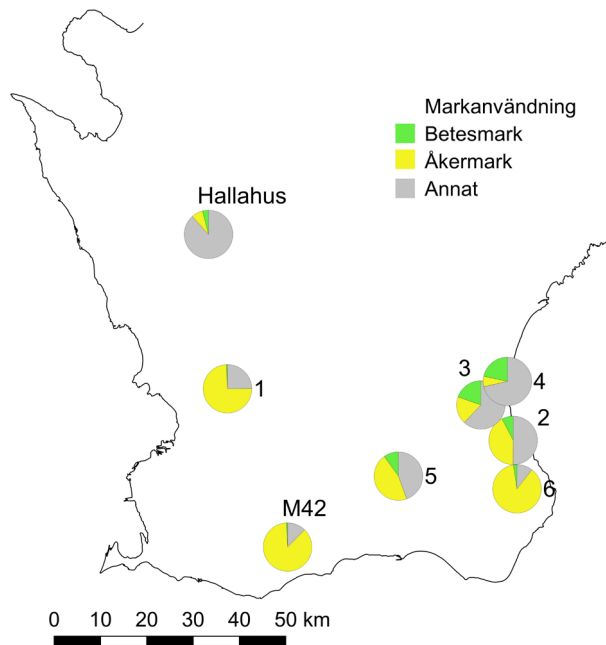 Markanvändning
Betesmark
Åkermark
Annat
Hallahus
1
3
4
2
5
6
M42
0 10 20 30 40 50 km